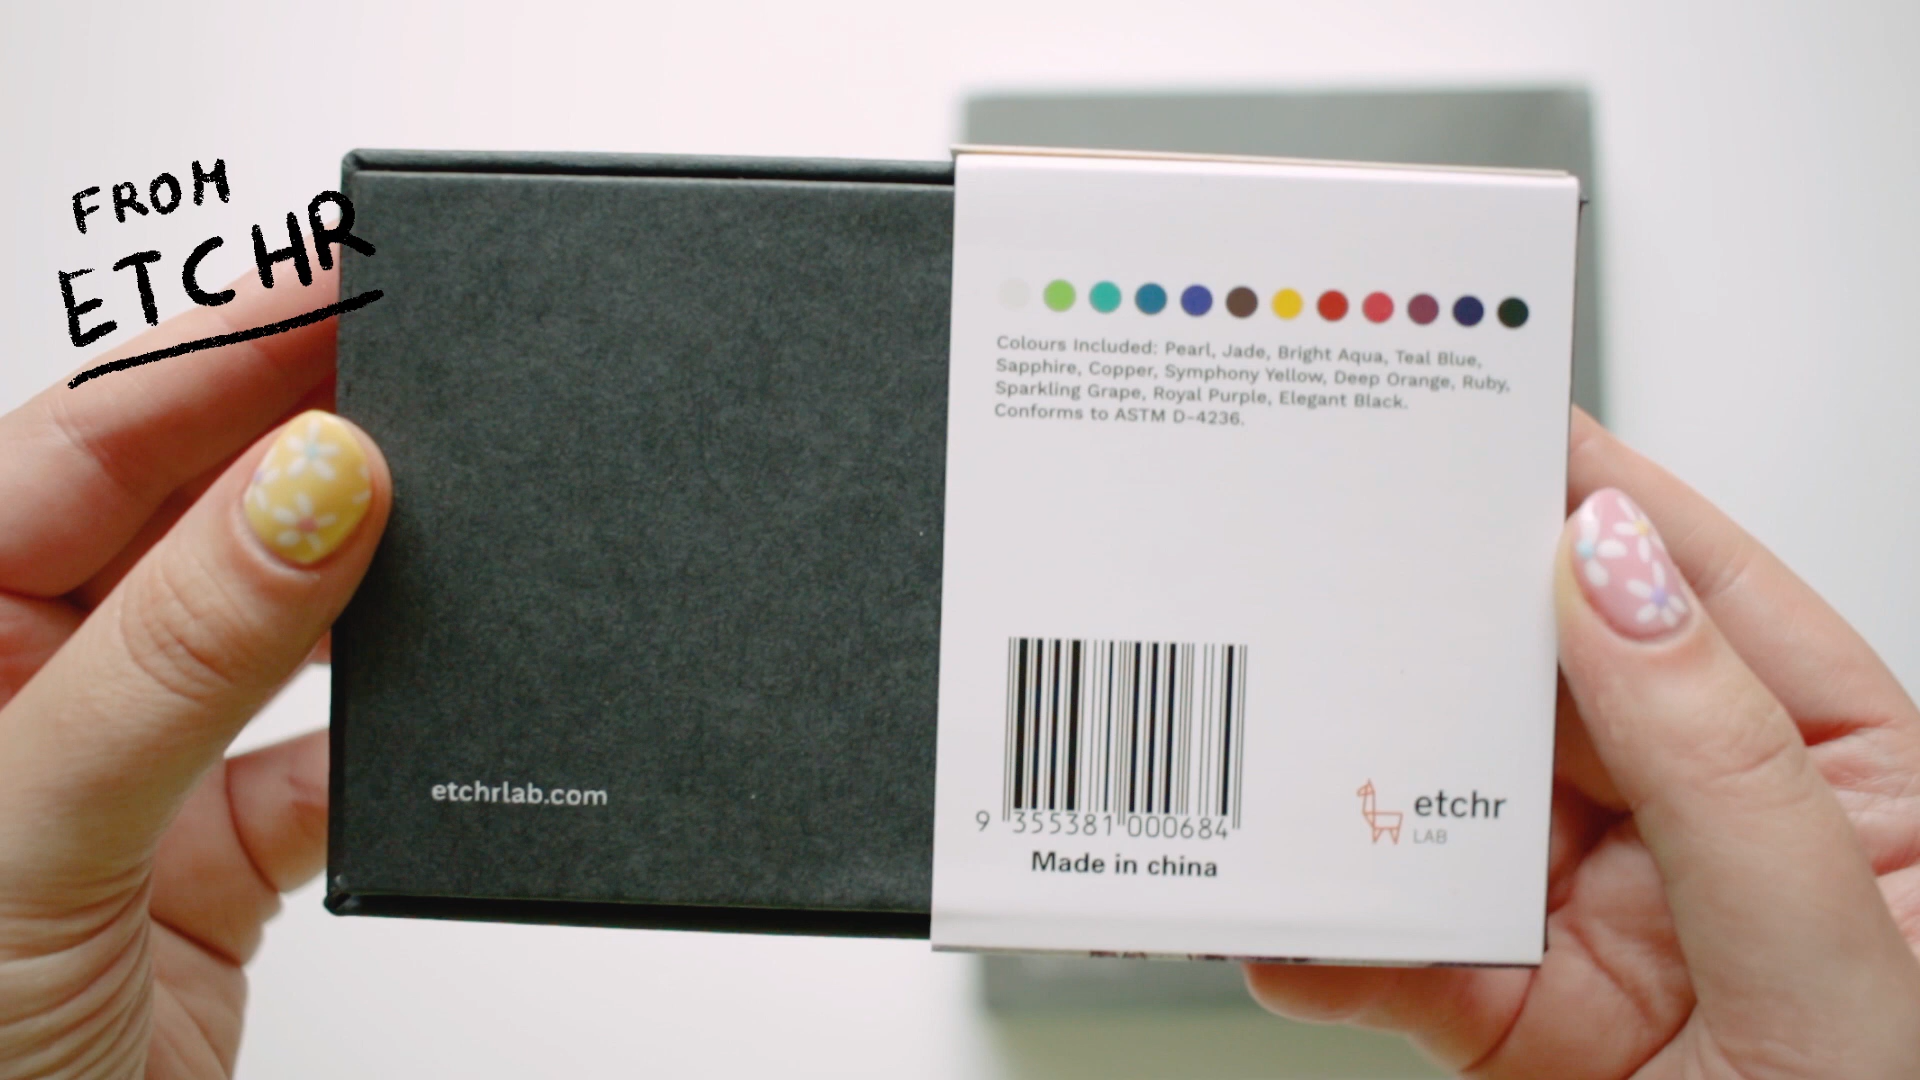 FROM
ETCHR
Colours Included: Pearl, Jade, Bright Aqua, Teal Blue,
Sapphire, Copper, Symphony Yellow, Deep Orange, Ruby,
Sparkling Grape, Royal Purple, Elegant Black.
Conforms to ASTM D-4236.
etchrlab.com
9 355381 000684
Made in china
etchr
LAB